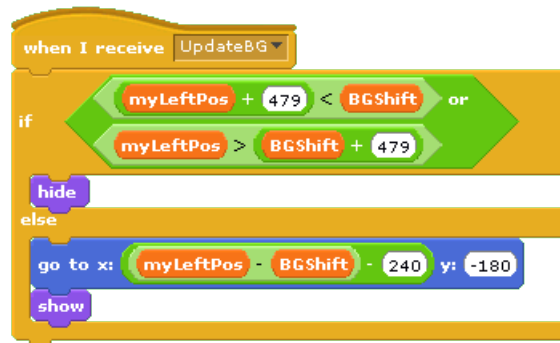 when I receive UpdateBG
myLeftPos + 479 < BGShift or
if
myLeftPos > BGShift + 479
hide
else
go to x: myLeftPos - BGShift - 240 y: -180
show